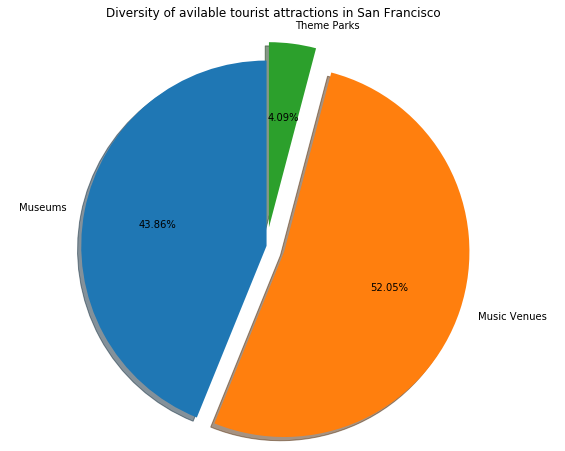 Diversity of avilable tourist attractions in San Francisco
Theme Parks
4.09%
Museums
43.86%
52.05%
Music Venues